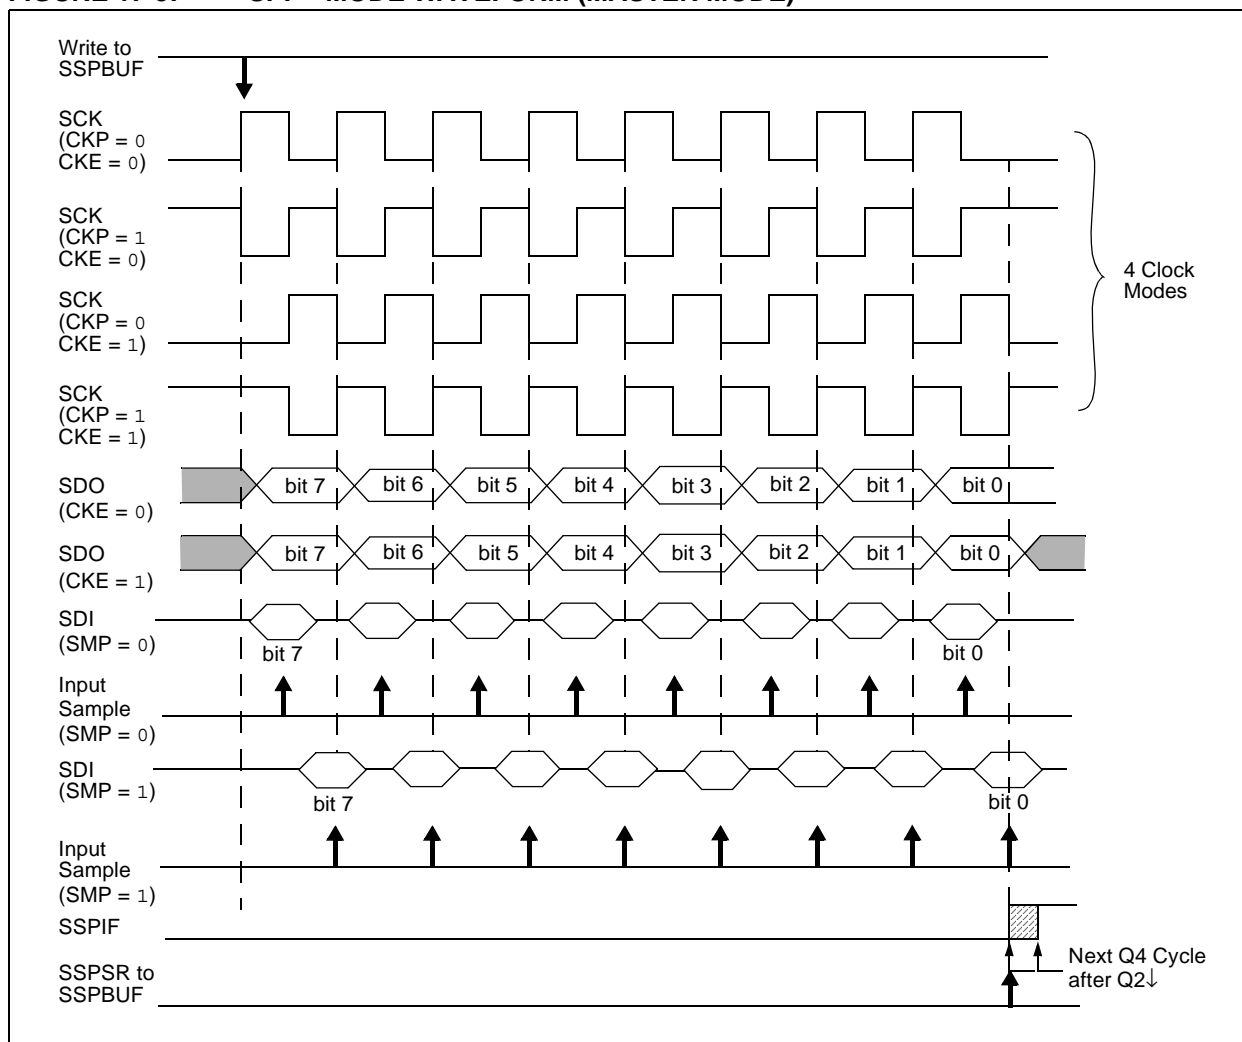 Write to
SSPBUF
SCK
(CKP = 0
CKE = 0)
SCK
(CKP = 1
CKE = 0)
SCK
(CKP = 0
CKE = 1)
SCK
(CKP = 1
CKE = 1)
4 Clock
Modes
SDO
(CKE = 0)
bit 7 bit 6 bit 5 bit 4 bit 3 bit 2 bit 1 bit 0
SDO
(CKE = 1)
bit 7 bit 6 bit 5 bit 4 bit 3 bit 2 bit 1 bit 0
SDI
(SMP = 0)
bit 7 bit 0
Input
Sample
(SMP = 0)
SDI
(SMP = 1)
bit 7 bit 0
Input
Sample
(SMP = 1)
SSPIF
Next Q4 Cycle
after Q2↓
SSPSR to
SSPBUF